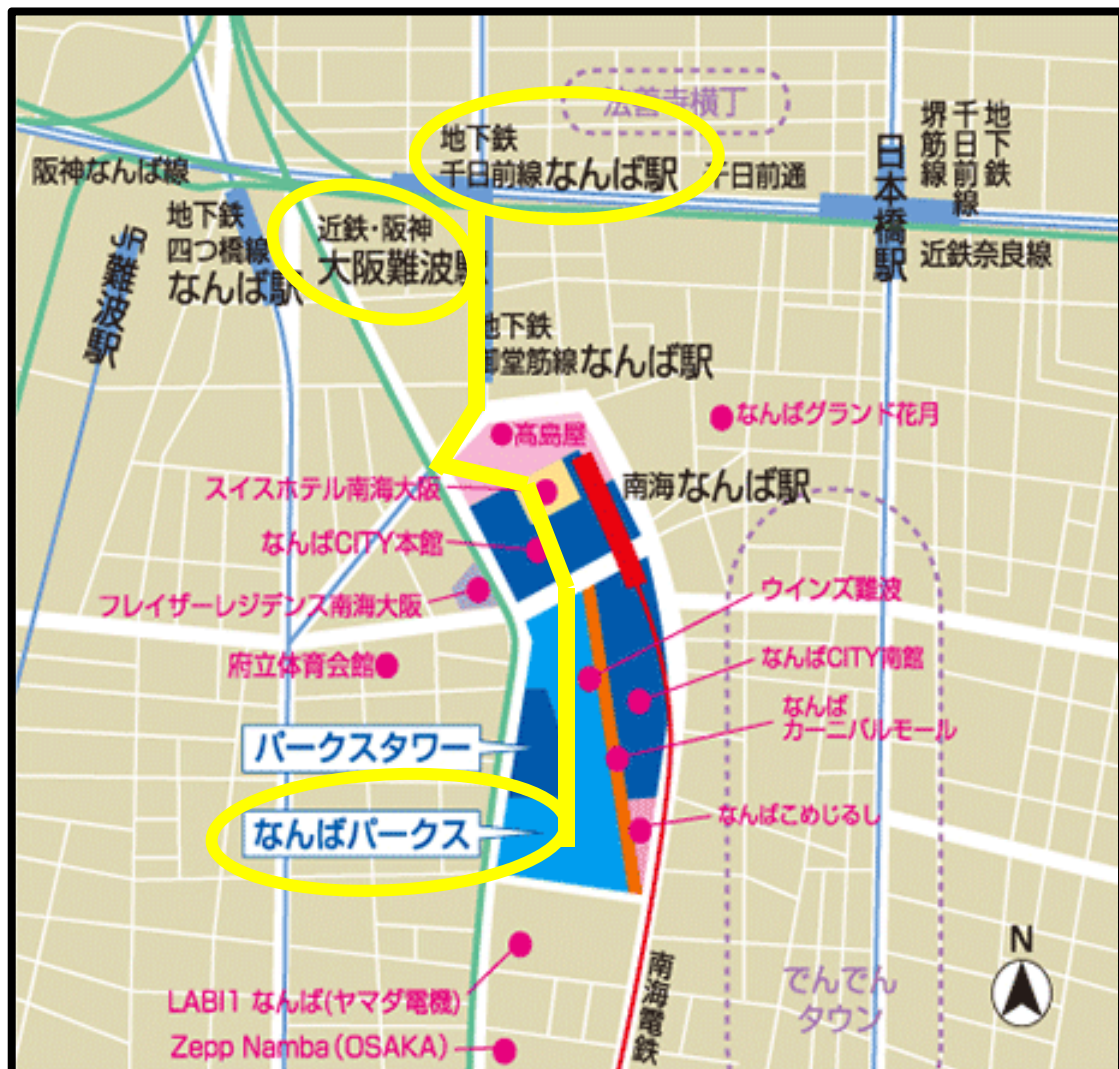 法善寺横丁
地下鉄
千日前線なんば駅
千日前通
阪神なんば線
地下鉄
四つ橋線
なんば駅
JR難波駅
近鉄・阪神
大阪難波駅
日本橋駅
地下鉄
千日前線
堺筋線
近鉄奈良線
地下鉄
御堂筋線なんば駅
髙島屋
なんばグランド花月
スイスホテル南海大阪
南海なんば駅
なんばCITY本館
フレイザーレジデンス南海大阪
ウインズ難波
府立体育会館
なんばCITY南館
なんば
カーニバルモール
パークスタワー
なんばパークス
なんばこめじるし
N
南海電鉄
でんでん
タウン
LABI1 なんば(ヤマダ電機)
Zepp Namba(OSAKA)